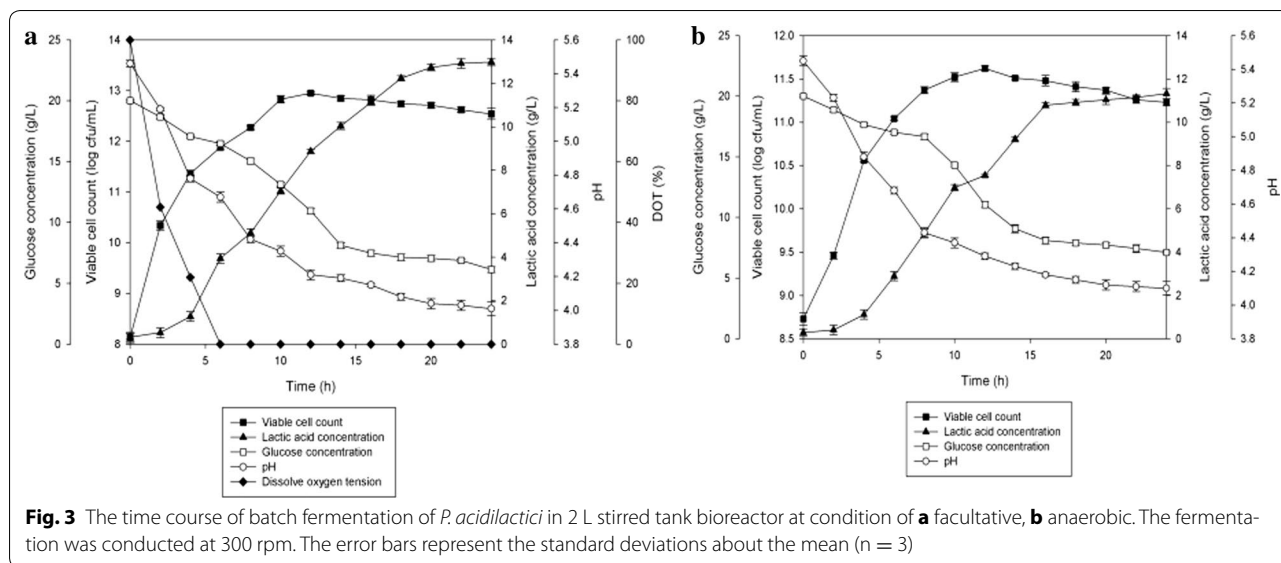 a
25
20
15
10
5
0
Glucose concentration (g/L)
14
13
12
11
10
9
8
Viable cell count (log cfu/mL)
14
12
10
8
6
4
2
0
Lactic acid concentration (g/L)
5.6
5.4
5.2
5.0
4.8
4.6
4.4
4.2
4.0
3.8
pH
100
80
60
40
20
0
DOT (%)
0 5 10 15 20
Time (h)
Viable cell count
Lactic acid concentration
Glucose concentration
pH
Dissolve oxygen tension
b
25
20
15
10
5
0
Glucose concentration (g/L)
12.0
11.5
11.0
10.5
10.0
9.5
9.0
8.5
Viable cell count (log cfu/mL)
14
12
10
8
6
4
2
0
Lactic acid concentration (g/L)
5.6
5.4
5.2
5.0
4.8
4.6
4.4
4.2
4.0
3.8
pH
0 5 10 15 20
Time (h)
Viable cell count
Lactic acid concentration
Glucose concentration
pH
Fig. 3 The time course of batch fermentation of P. acidilactici in 2 L stirred tank bioreactor at condition of a facultative, b anaerobic. The fermenta-
tion was conducted at 300 rpm. The error bars represent the standard deviations about the mean (n = 3)